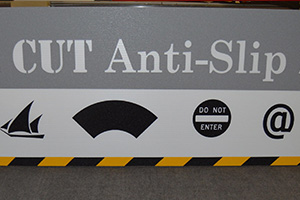 CUT Anti-Slip
DO NOT
ENTER
@